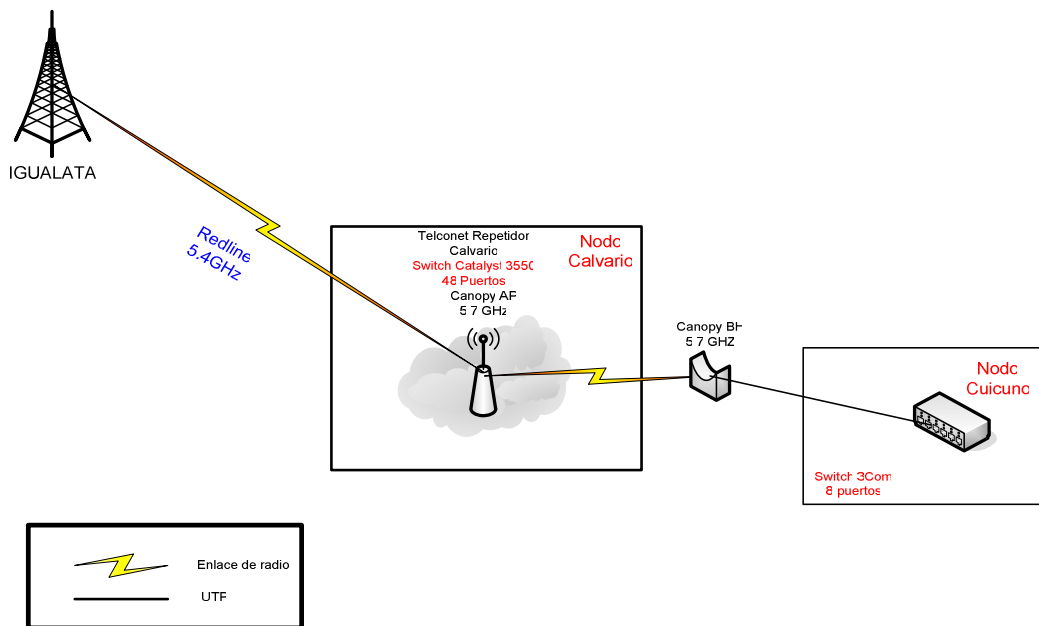 IGUALATA
Redline
5.4GHz
Telconet Repetidor
Calvario
Switch Catalyst 3550
48 Puertos
Canopy AP
5.7 GHz
Nodo
Calvario
Canopy BH
5.7 GHZ
Nodo
Cuicuno
Switch 3Com
8 puertos
Enlace de radio
UTP